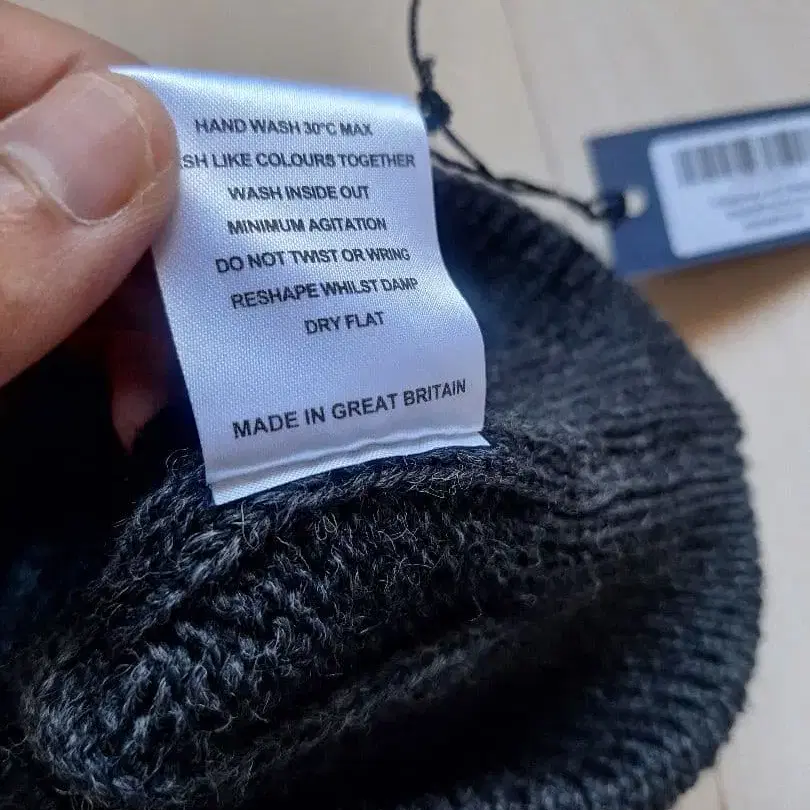 HAND WASH 30°C MAX
SH LIKE COLOURS TOGETHER
WASH INSIDE OUT
MINIMUM AGITATION
DO NOT TWIST OR WRING
RESHAPE WHILST DAMP
DRY FLAT
MADE IN GREAT BRITAIN